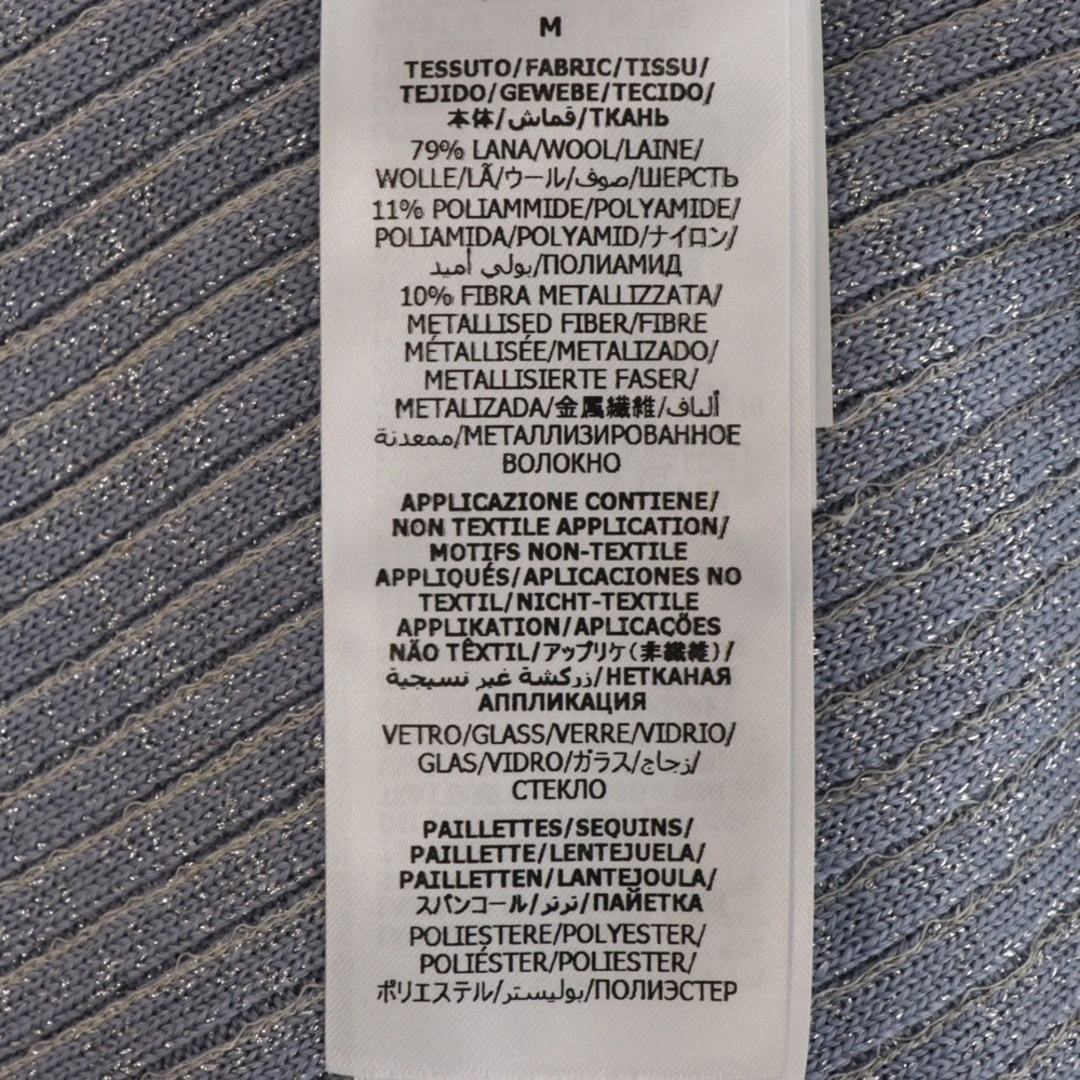 M
TESSUTO/FABRIC/TISSU/
TEJIDO/GEWEBE/TECIDO/
本体/قماش/ТКАНЬ
79% LANA/WOOL/LAINE/
WOLLE/LÃ/ウール/صوف/ШЕРСТЬ
11% POLIAMMIDE/POLYAMIDE/
POLIAMIDA/POLYAMID/ナイロン/
بولي أميد/ПОЛИАМИД
10% FIBRA METALLIZZATA/
METALLISED FIBER/FIBRE
MÉTALLISÉE/METALIZADO/
METALLISIERTE FASER/
METALIZADA/金属繊維/ألياف
ممعدنة/МЕТАЛЛИЗИРОВАННОЕ
ВОЛОКНО
APPLICAZIONE CONTIENE/
NON TEXTILE APPLICATION/
MOTIFS NON-TEXTILE
APPLIQUÉS/APLICACIONES NO
TEXTIL/NICHT-TEXTILE
APPLIKATION/APLICAÇÕES
NÃO TÊXTIL/アップリケ(非繊維)/
زركشة غير نسيجية/НЕТКАНАЯ
АППЛИКАЦИЯ
VETRO/GLASS/VERRE/VIDRIO/
GLAS/VIDRO/ガラス/زجاج/
СТЕКЛО
PAILLETTES/SEQUINS/
PAILLETTE/LENTEJUELA/
PAILLETTEN/LANTEJOULA/
スパンコール/ترتر/ПАЙЕТКА
POLIESTERE/POLYESTER/
POLIÉSTER/POLIESTER/
ポリエステル/بوليستر/ПОЛИЭСТЕР